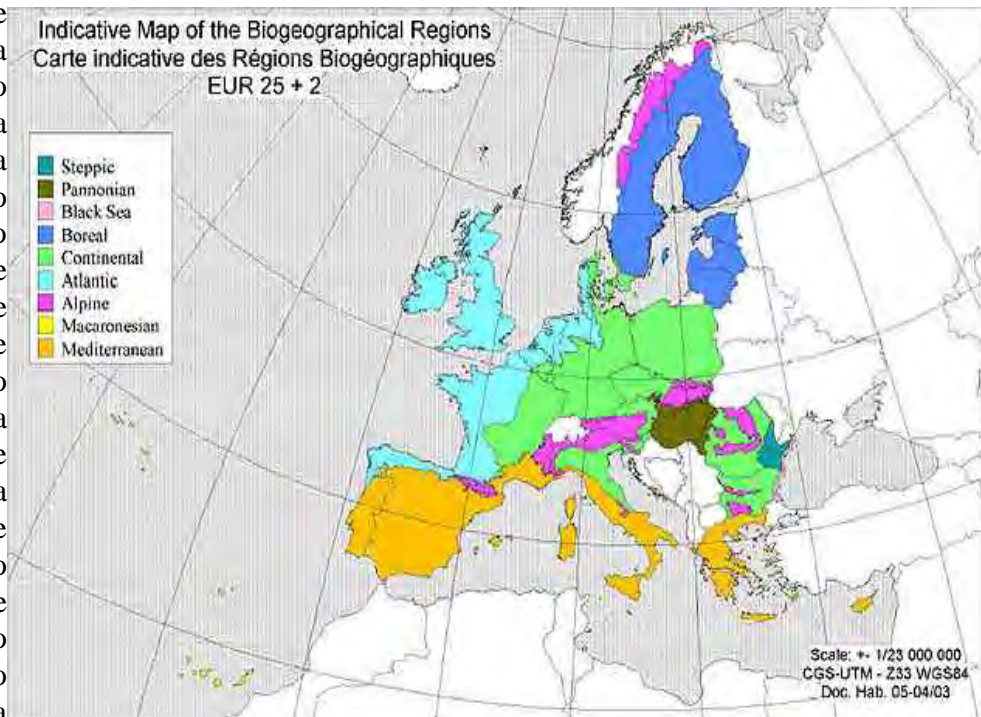 Indicative Map of the Biogeographical Regions
Carte indicative des Régions Biogéographiques
EUR 25 + 2
Steppic
Pannonian
Black Sea
Boreal
Continental
Atlantic
Alpine
Macaronesian
Mediterranean
Scale: +- 1/23 000 000
CGS-UTM - Z33 WGS84
Doc. Hab. 05-04/03